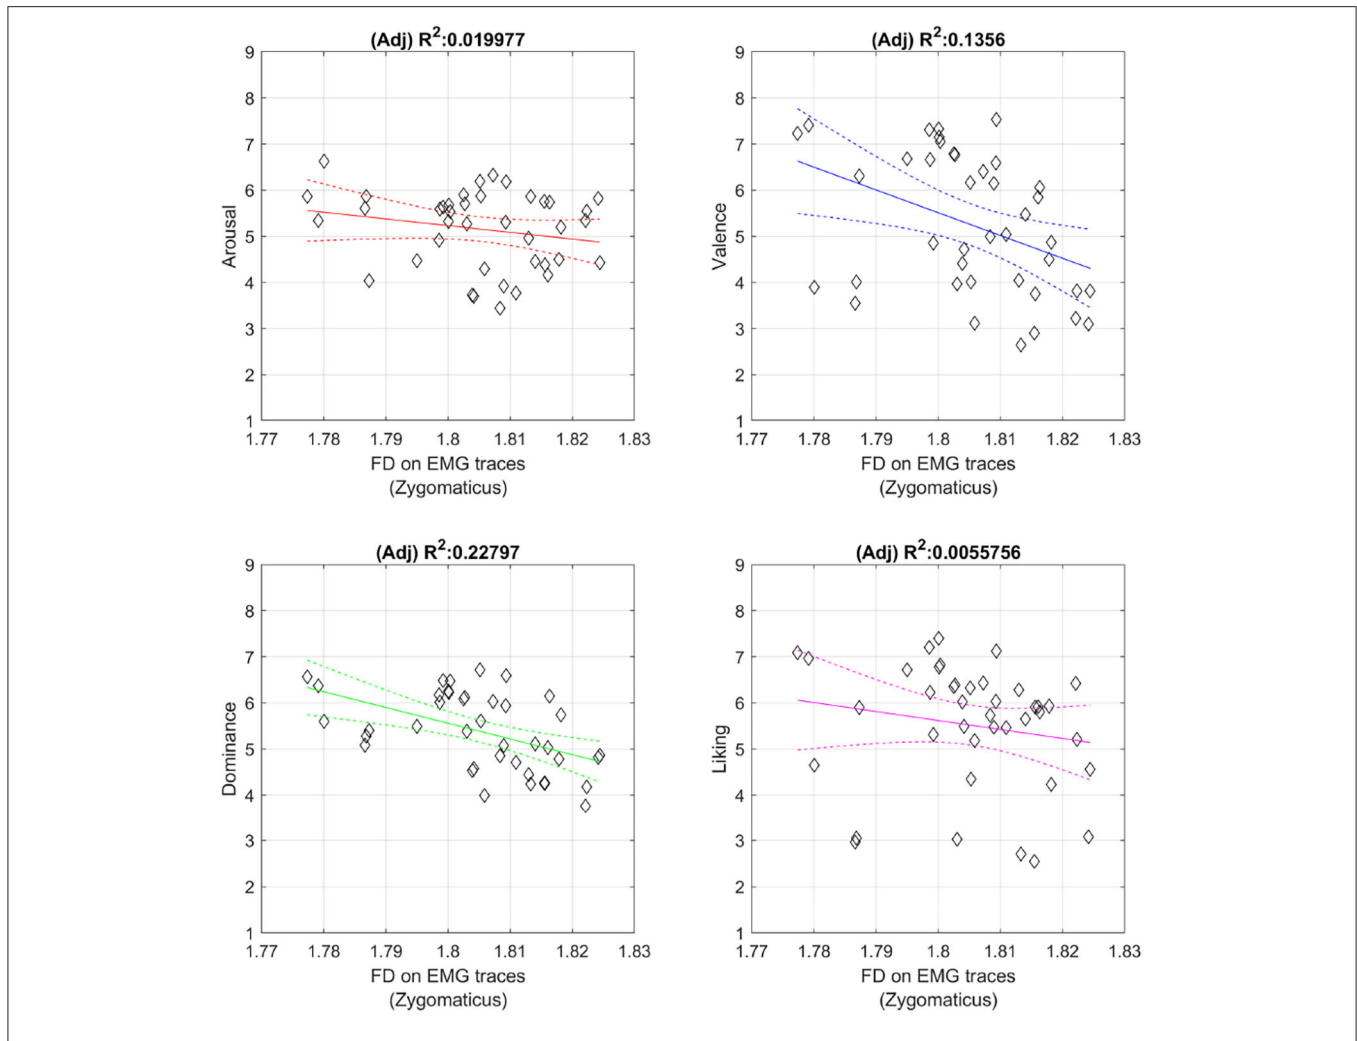 (Adj) R²:0.019977
9
8
7
6
5
4
3
2
1
Arousal
1.77 1.78 1.79 1.8 1.81 1.82 1.83
FD on EMG traces
(Zygomaticus)
(Adj) R²:0.1356
9
8
7
6
5
4
3
2
1
Valence
1.77 1.78 1.79 1.8 1.81 1.82 1.83
FD on EMG traces
(Zygomaticus)
(Adj) R²:0.22797
9
8
7
6
5
4
3
2
1
Dominance
1.77 1.78 1.79 1.8 1.81 1.82 1.83
FD on EMG traces
(Zygomaticus)
(Adj) R²:0.0055756
9
8
7
6
5
4
3
2
1
Liking
1.77 1.78 1.79 1.8 1.81 1.82 1.83
FD on EMG traces
(Zygomaticus)